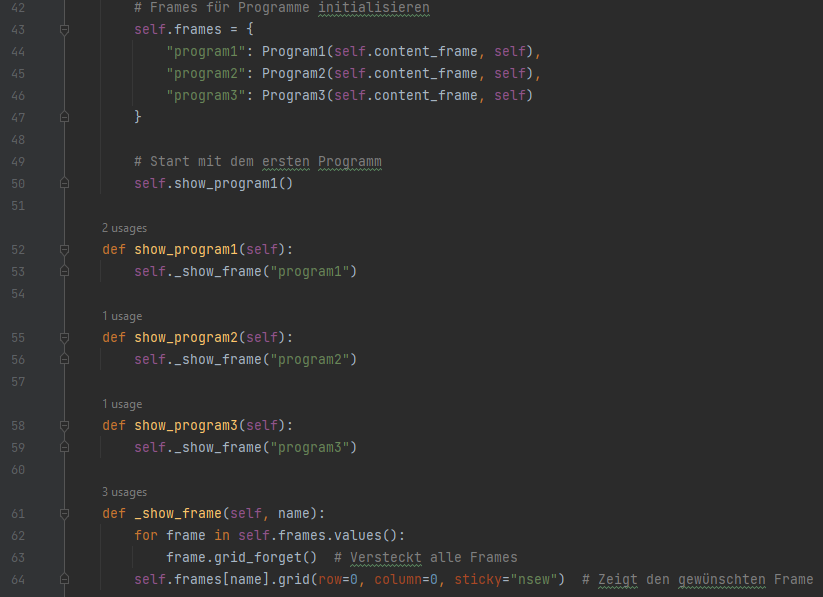 42 # Frames für Programme initialisieren
43 self.frames = {
44 "program1": Program1(self.content_frame, self),
45 "program2": Program2(self.content_frame, self),
46 "program3": Program3(self.content_frame, self)
47 }
48
49 # Start mit dem ersten Programm
50 self.show_program1()
51
2 usages
52 def show_program1(self):
53 self._show_frame("program1")
54
1 usage
55 def show_program2(self):
56 self._show_frame("program2")
57
1 usage
58 def show_program3(self):
59 self._show_frame("program3")
60
3 usages
61 def _show_frame(self, name):
62 for frame in self.frames.values():
63 frame.grid_forget() # Versteckt alle Frames
64 self.frames[name].grid(row=0, column=0, sticky="nsew") # Zeigt den gewünschten Frame